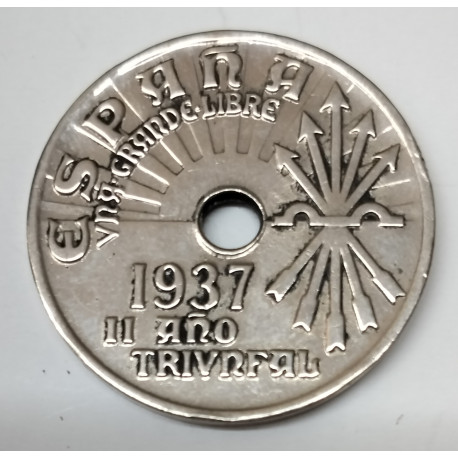 ESPAÑA
VNA·GRANDE·LIBRE
1937
II AÑO
TRIVNFAL